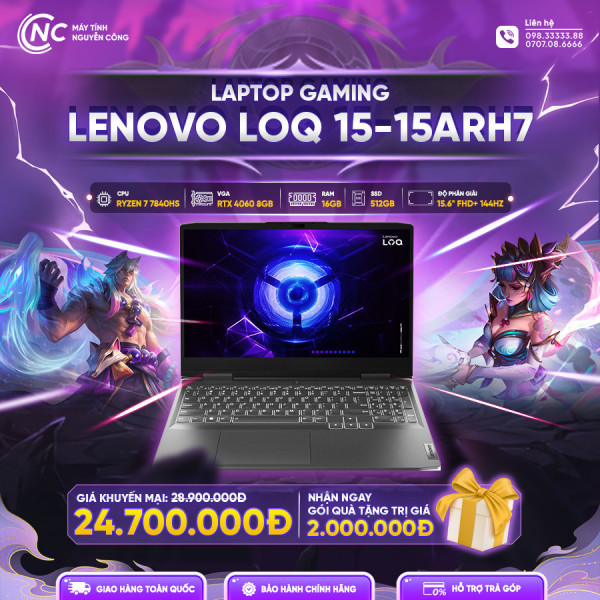 NC
MÁY TÍNH
NGUYỄN CÔNG
Liên hệ
098.33333.88
0707.08.6666
LAPTOP GAMING
LENOVO LOQ 15-15ARH7
CPU
RYZEN 7 7840HS
VGA
RTX 4060 8GB
RAM
16GB
SSD
512GB
ĐỘ PHÂN GIẢI
15.6" FHD+ 144HZ
LENOVO
LOQ
Lenovo
GIÁ KHUYẾN MẠI: 28.900.000Đ
24.700.000Đ
NHẬN NGAY
GÓI QUÀ TẶNG TRỊ GIÁ
2.000.000Đ
GIAO HÀNG TOÀN QUỐC
BẢO HÀNH CHÍNH HÃNG
0%
HỖ TRỢ TRẢ GÓP